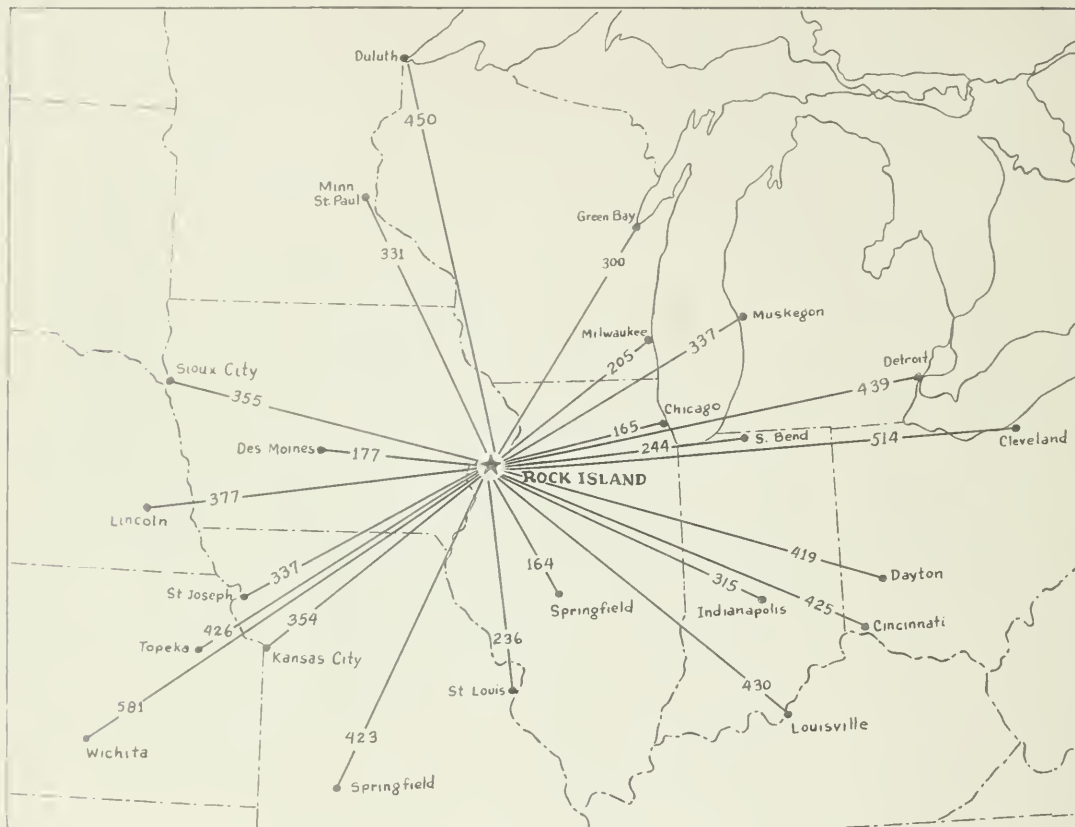 Duluth
450
Minn
St. Paul
331
Green Bay
300
Muskegon
337
Milwaukee
205
Detroit
439
Sioux City
355
Chicago
165
S. Bend
244
Cleveland
514
Des Moines
177
ROCK ISLAND
377
Lincoln
419
Dayton
164
Springfield
315
Indianapolis
425
Cincinnati
337
St Joseph
426
354
Topeka
Kansas City
236
St Louis
430
Louisville
581
Wichita
423
Springfield